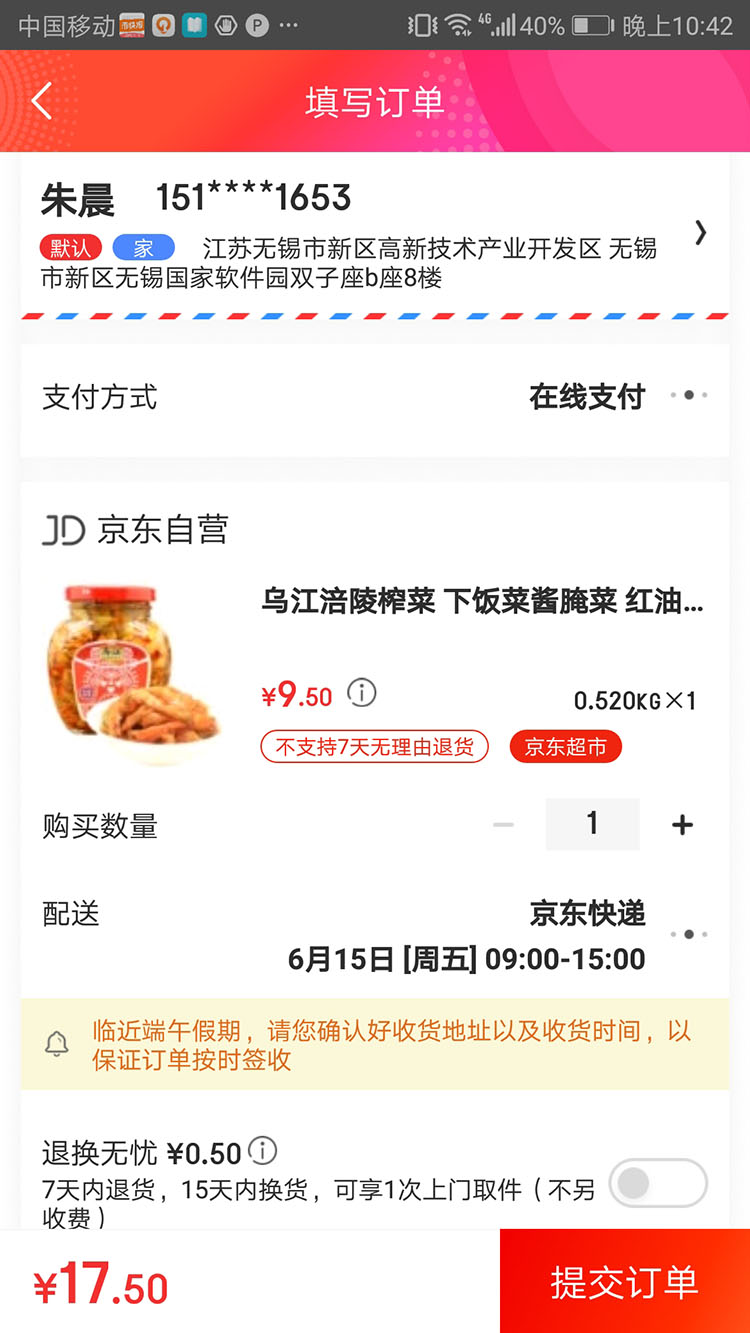 中国移动 P ··· 4G 40% 晚上10:42
填写订单
朱晨 151****1653
默认 家 江苏无锡市新区高新技术产业开发区 无锡
市新区无锡国家软件园双子座b座8楼
支付方式 在线支付
JD 京东自营
乌江涪陵榨菜 下饭菜酱腌菜 红油...
¥9.50 0.520KG×1
不支持7天无理由退货 京东超市
购买数量 1
配送 京东快递
6月15日 [周五] 09:00-15:00
临近端午假期，请您确认好收货地址以及收货时间，以
保证订单按时签收
退换无忧 ¥0.50
7天内退货，15天内换货，可享1次上门取件（不另
收费）
¥17.50 提交订单